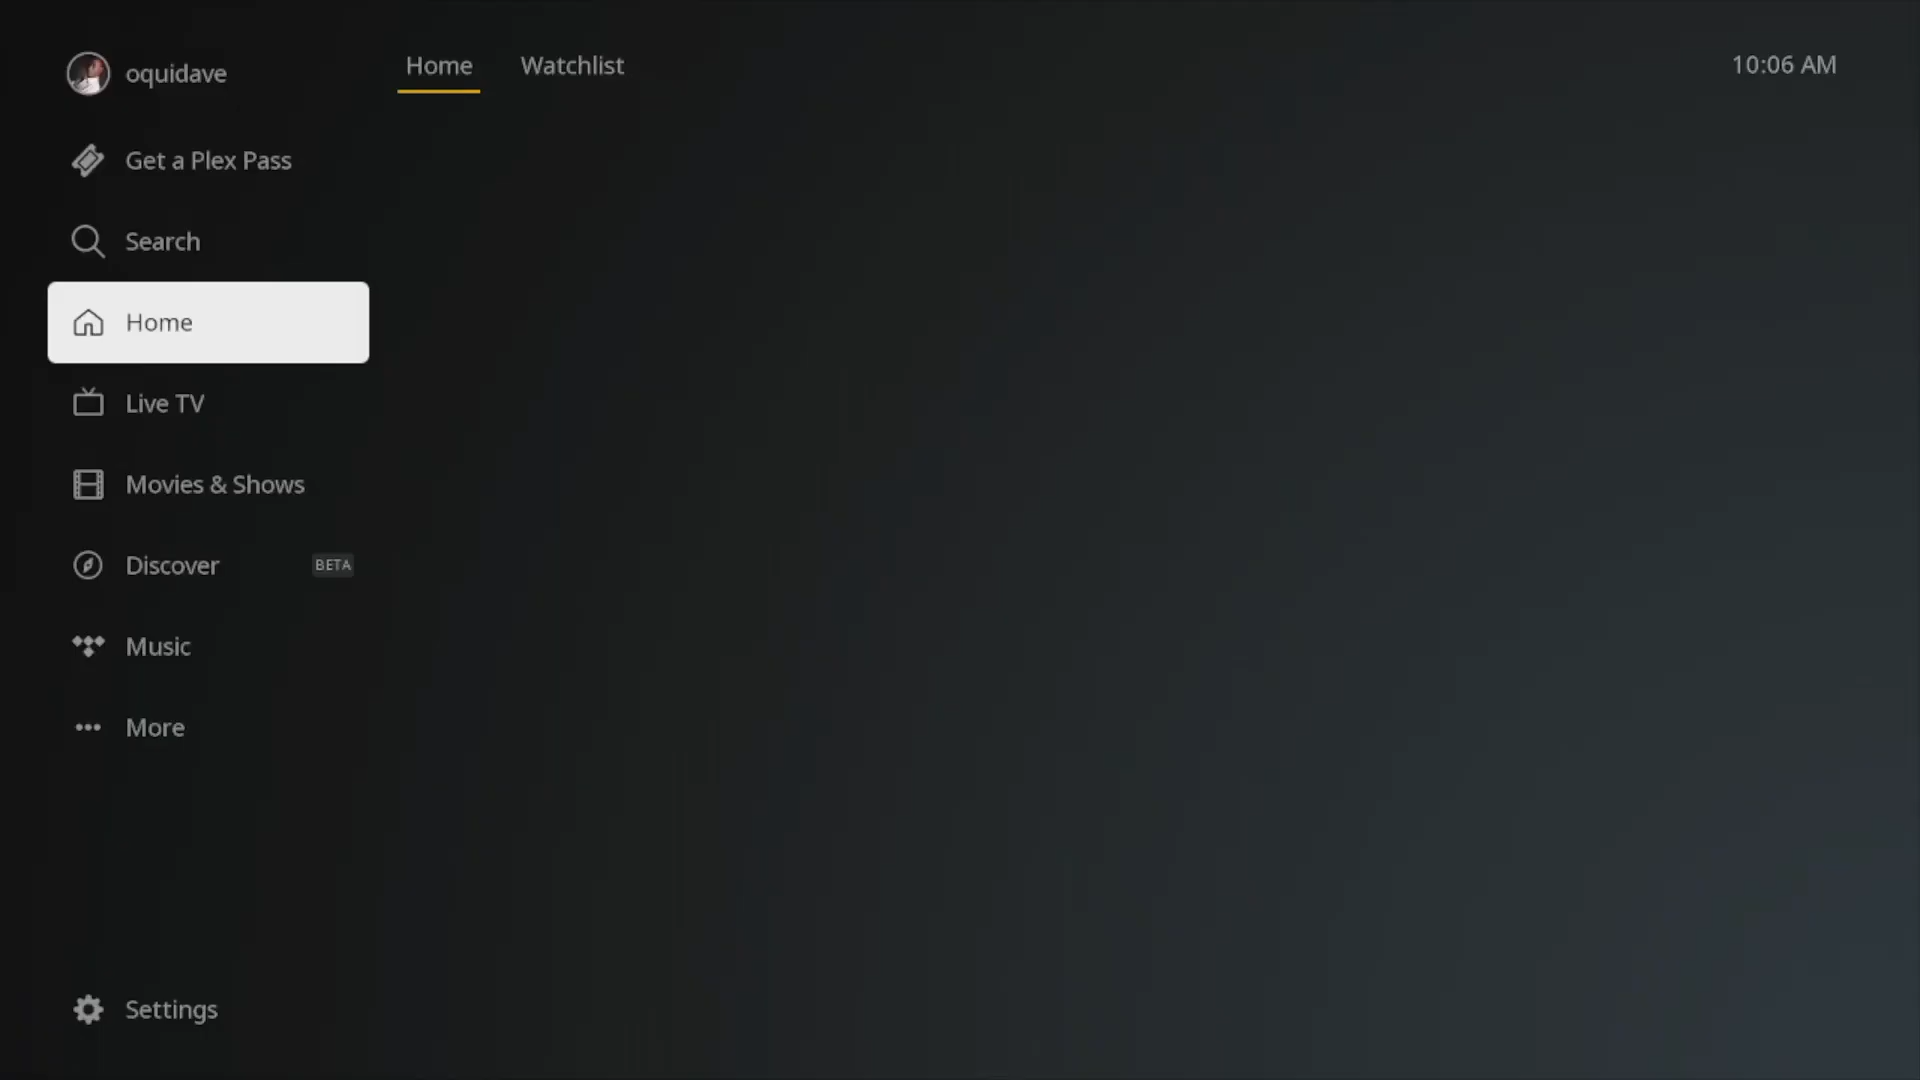 oquidave
Home
Watchlist
10:06 AM
Get a Plex Pass
Search
Home
Live TV
Movies & Shows
Discover
BETA
Music
More
Settings